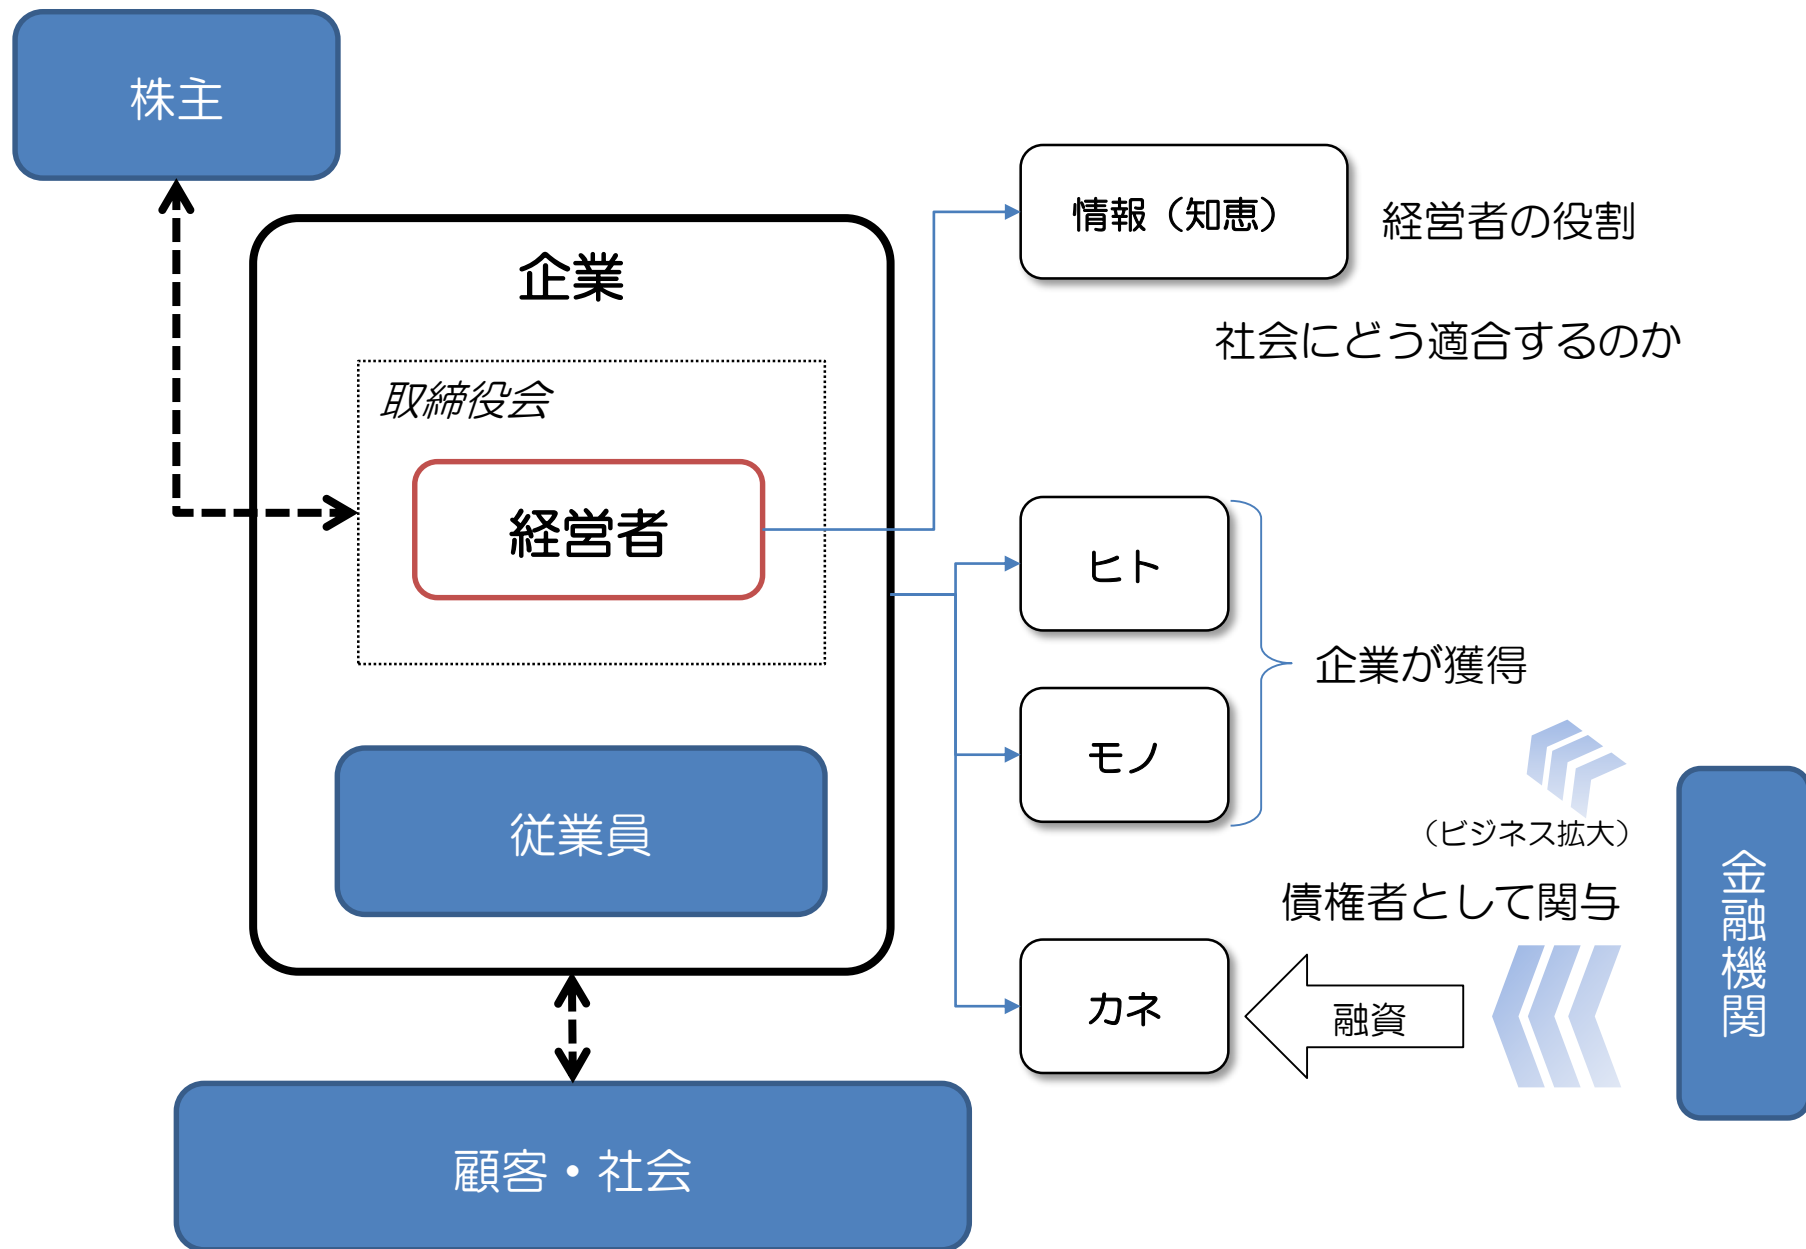 株主
企業
取締役会
経営者
従業員
顧客・社会
情報（知恵）
経営者の役割
社会にどう適合するのか
ヒト
モノ
企業が獲得
（ビジネス拡大）
債権者として関与
カネ
融資
金融機関